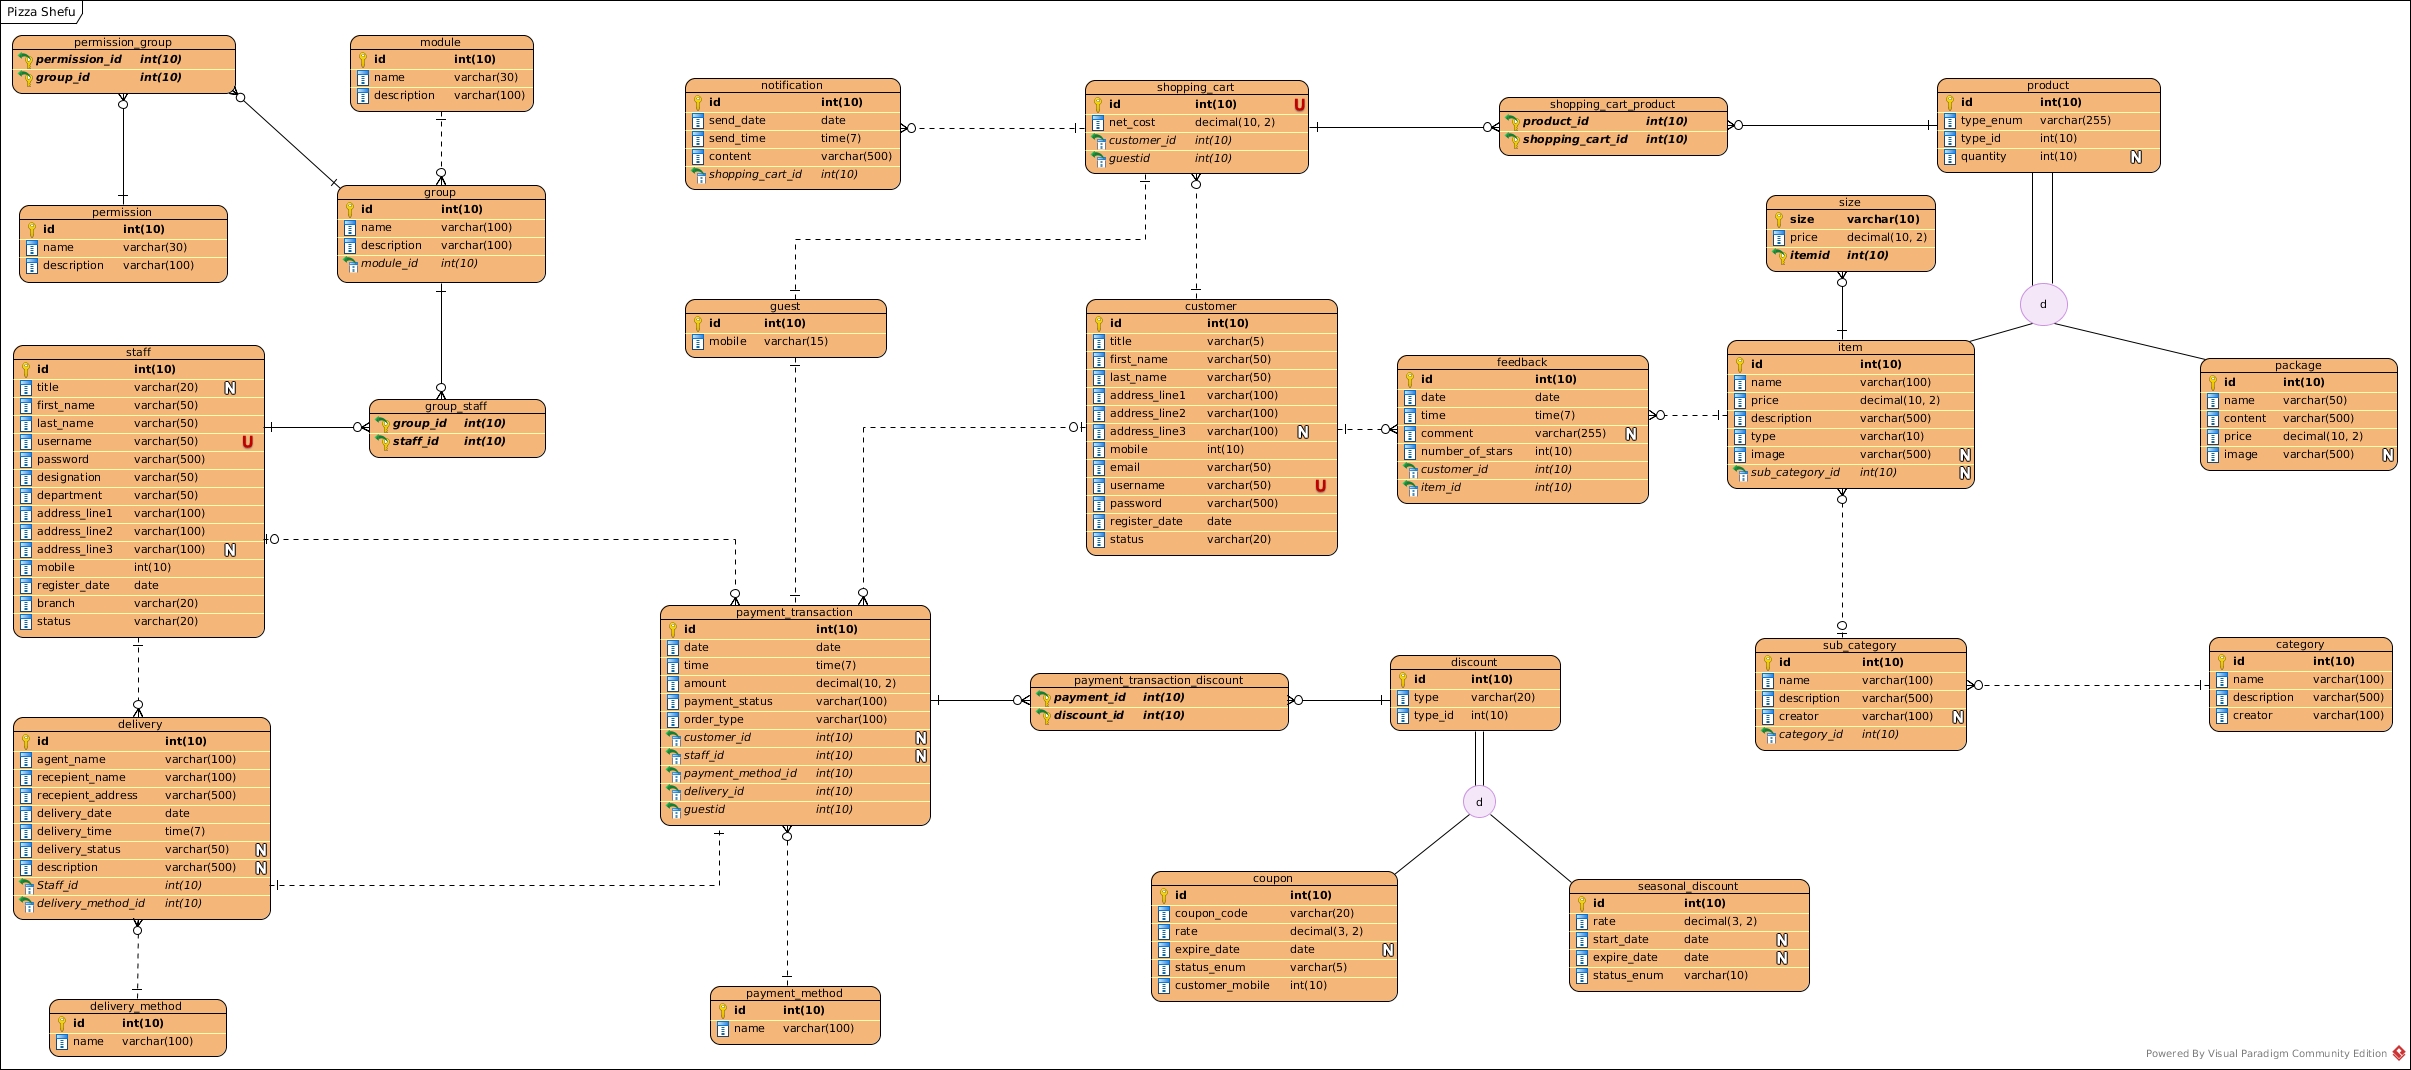 Pizza Shefu
permission_group
permission_id int(10)
group_id int(10)
module
id int(10)
name varchar(30)
description varchar(100)
notification
id int(10)
send_date date
send_time time(7)
content varchar(500)
shopping_cart_id int(10)
shopping_cart
id int(10) U
net_cost decimal(10, 2)
customer_id int(10)
guestid int(10)
shopping_cart_product
product_id int(10)
shopping_cart_id int(10)
product
id int(10)
type_enum varchar(255)
type_id int(10)
quantity int(10) N
permission
id int(10)
name varchar(30)
description varchar(100)
group
id int(10)
name varchar(100)
description varchar(100)
module_id int(10)
size
size varchar(10)
price decimal(10, 2)
itemid int(10)
d
guest
id int(10)
mobile varchar(15)
customer
id int(10)
title varchar(5)
first_name varchar(50)
last_name varchar(50)
address_line1 varchar(100)
address_line2 varchar(100)
address_line3 varchar(100) N
mobile int(10)
email varchar(50)
username varchar(50) U
password varchar(500)
register_date date
status varchar(20)
feedback
id int(10)
date date
time time(7)
comment varchar(255) N
number_of_stars int(10)
customer_id int(10)
item_id int(10)
item
id int(10)
name varchar(100)
price decimal(10, 2)
description varchar(500)
type varchar(10)
image varchar(500) N
sub_category_id int(10) N
package
id int(10)
name varchar(50)
content varchar(500)
price decimal(10, 2)
image varchar(500) N
staff
id int(10)
title varchar(20) N
first_name varchar(50)
last_name varchar(50)
username varchar(50) U
password varchar(500)
designation varchar(50)
department varchar(50)
address_line1 varchar(100)
address_line2 varchar(100)
address_line3 varchar(100) N
mobile int(10)
register_date date
branch varchar(20)
status varchar(20)
group_staff
group_id int(10)
staff_id int(10)
payment_transaction
id int(10)
date date
time time(7)
amount decimal(10, 2)
payment_status varchar(100)
order_type varchar(100)
customer_id int(10) N
staff_id int(10) N
payment_method_id int(10)
delivery_id int(10)
guestid int(10)
payment_transaction_discount
payment_id int(10)
discount_id int(10)
discount
id int(10)
type varchar(20)
type_id int(10)
sub_category
id int(10)
name varchar(100)
description varchar(500)
creator varchar(100) N
category_id int(10)
category
id int(10)
name varchar(100)
description varchar(500)
creator varchar(100)
delivery
id int(10)
agent_name varchar(100)
recepient_name varchar(100)
recepient_address varchar(500)
delivery_date date
delivery_time time(7)
delivery_status varchar(50) N
description varchar(500) N
Staff_id int(10)
delivery_method_id int(10)
d
coupon
id int(10)
coupon_code varchar(20)
rate decimal(3, 2)
expire_date date N
status_enum varchar(5)
customer_mobile int(10)
seasonal_discount
id int(10)
rate decimal(3, 2)
start_date date N
expire_date date N
status_enum varchar(10)
delivery_method
id int(10)
name varchar(100)
payment_method
id int(10)
name varchar(100)
Powered By Visual Paradigm Community Edition